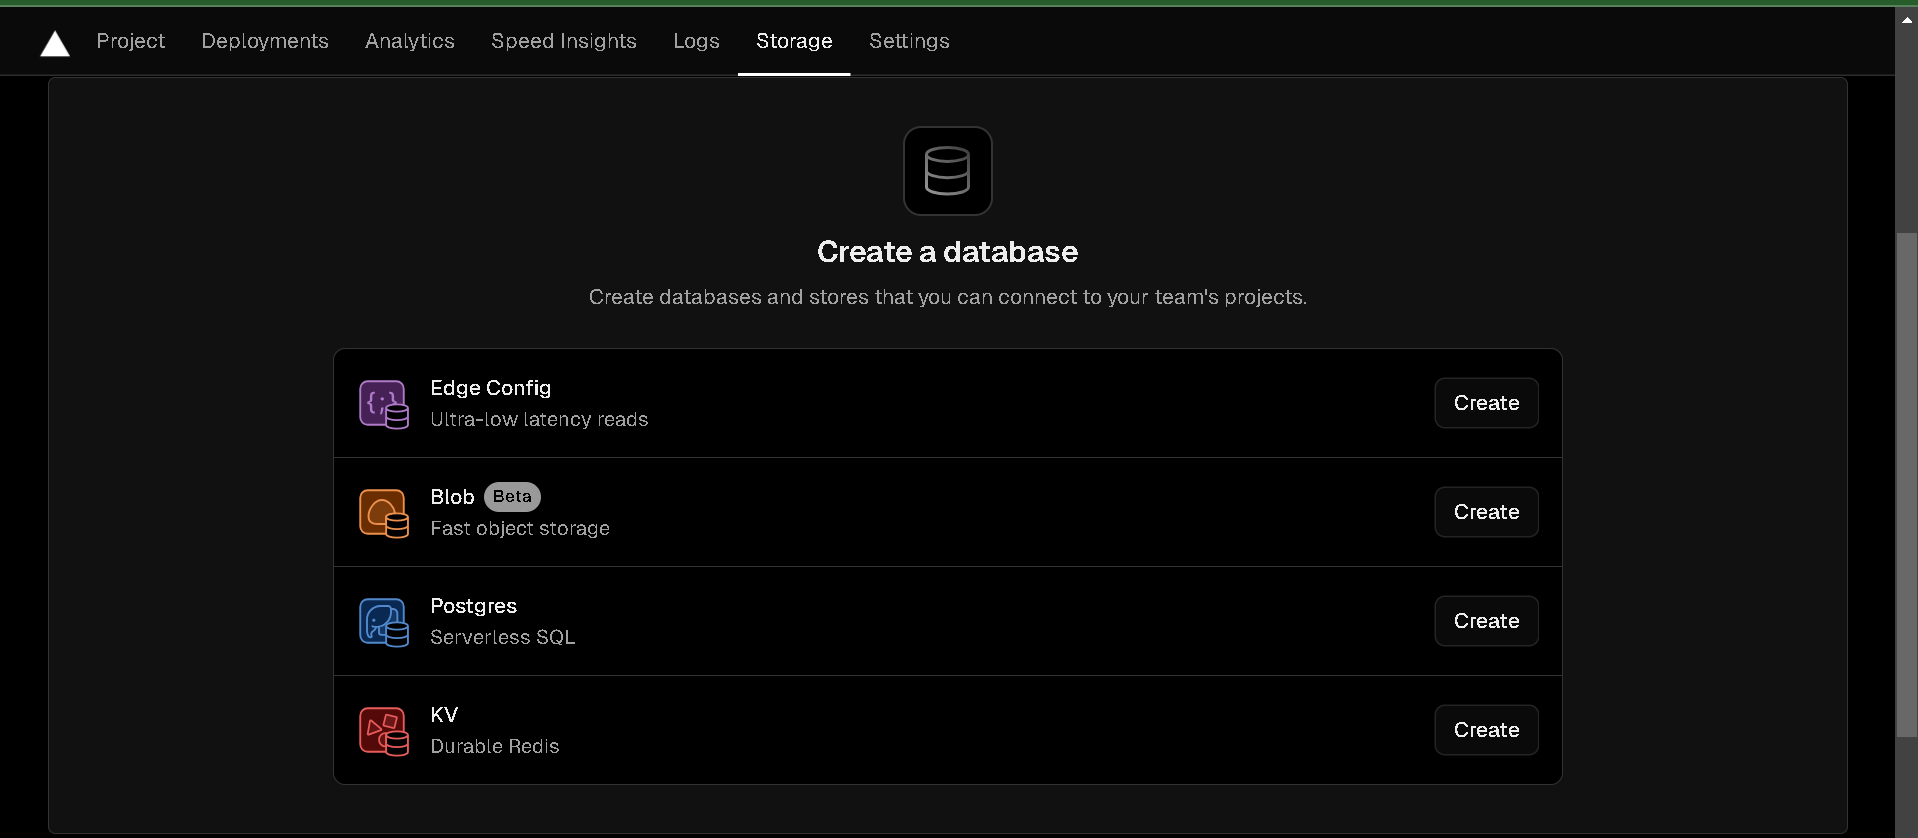 Project Deployments Analytics Speed Insights Logs Storage Settings
Create a database
Create databases and stores that you can connect to your team's projects.
Edge Config
Ultra-low latency reads
Create
Blob Beta
Fast object storage
Create
Postgres
Serverless SQL
Create
KV
Durable Redis
Create